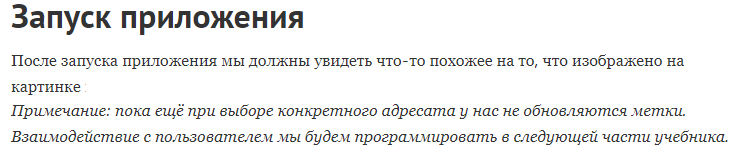 Запуск приложения
После запуска приложения мы должны увидеть что-то похожее на то, что изображено на
картинке
Примечание: пока ещё при выборе конкретного адресата у нас не обновляются метки.
Взаимодействие с пользователем мы будем программировать в следующей части учебника.